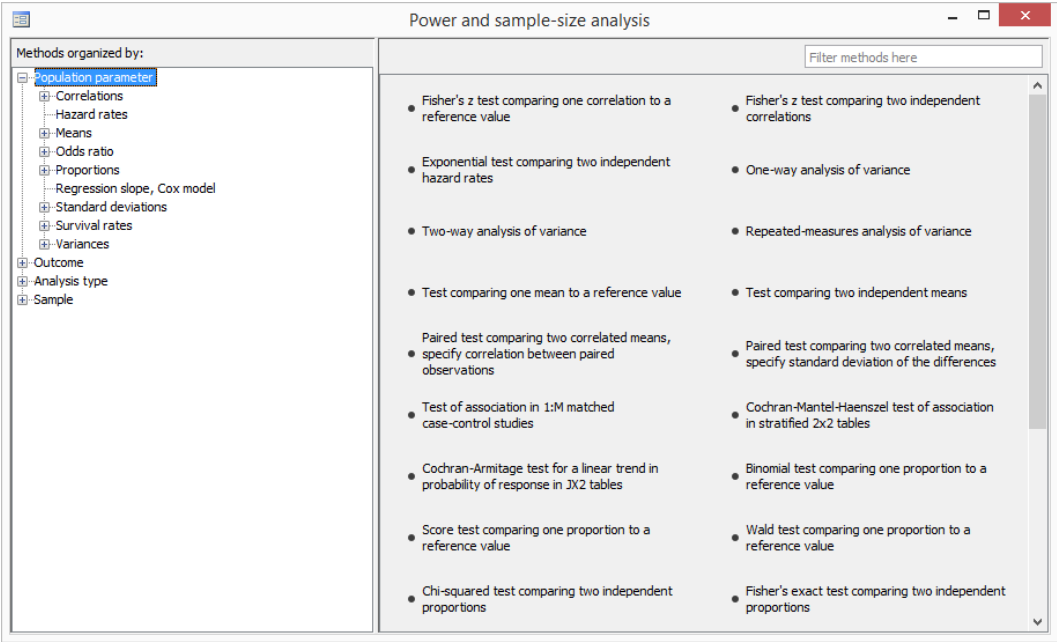 Power and sample-size analysis
Methods organized by:
Filter methods here
Population parameter
Correlations
Hazard rates
Means
Odds ratio
Proportions
Regression slope, Cox model
Standard deviations
Survival rates
Variances
Outcome
Analysis type
Sample
Fisher's z test comparing one correlation to a
reference value
Fisher's z test comparing two independent
correlations
Exponential test comparing two independent
hazard rates
One-way analysis of variance
Two-way analysis of variance
Repeated-measures analysis of variance
Test comparing one mean to a reference value
Test comparing two independent means
Paired test comparing two correlated means,
specify correlation between paired
observations
Paired test comparing two correlated means,
specify standard deviation of the differences
Test of association in 1:M matched
case-control studies
Cochran-Mantel-Haenszel test of association
in stratified 2x2 tables
Cochran-Armitage test for a linear trend in
probability of response in JX2 tables
Binomial test comparing one proportion to a
reference value
Score test comparing one proportion to a
reference value
Wald test comparing one proportion to a
reference value
Chi-squared test comparing two independent
proportions
Fisher's exact test comparing two independent
proportions